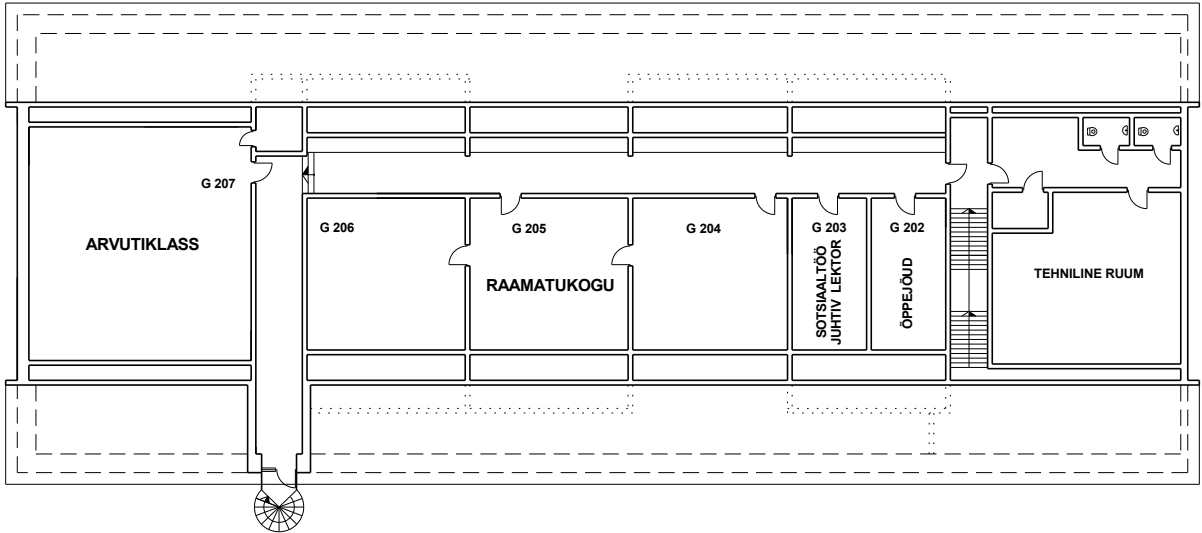 G 207
ARVUTIKLASS
G 206
G 205
RAAMATUKOGU
G 204
G 203
SOTSIAALTÖÖ
JUHTIV LEKTOR
G 202
ÕPPEJÕUD
TEHNILINE RUUM